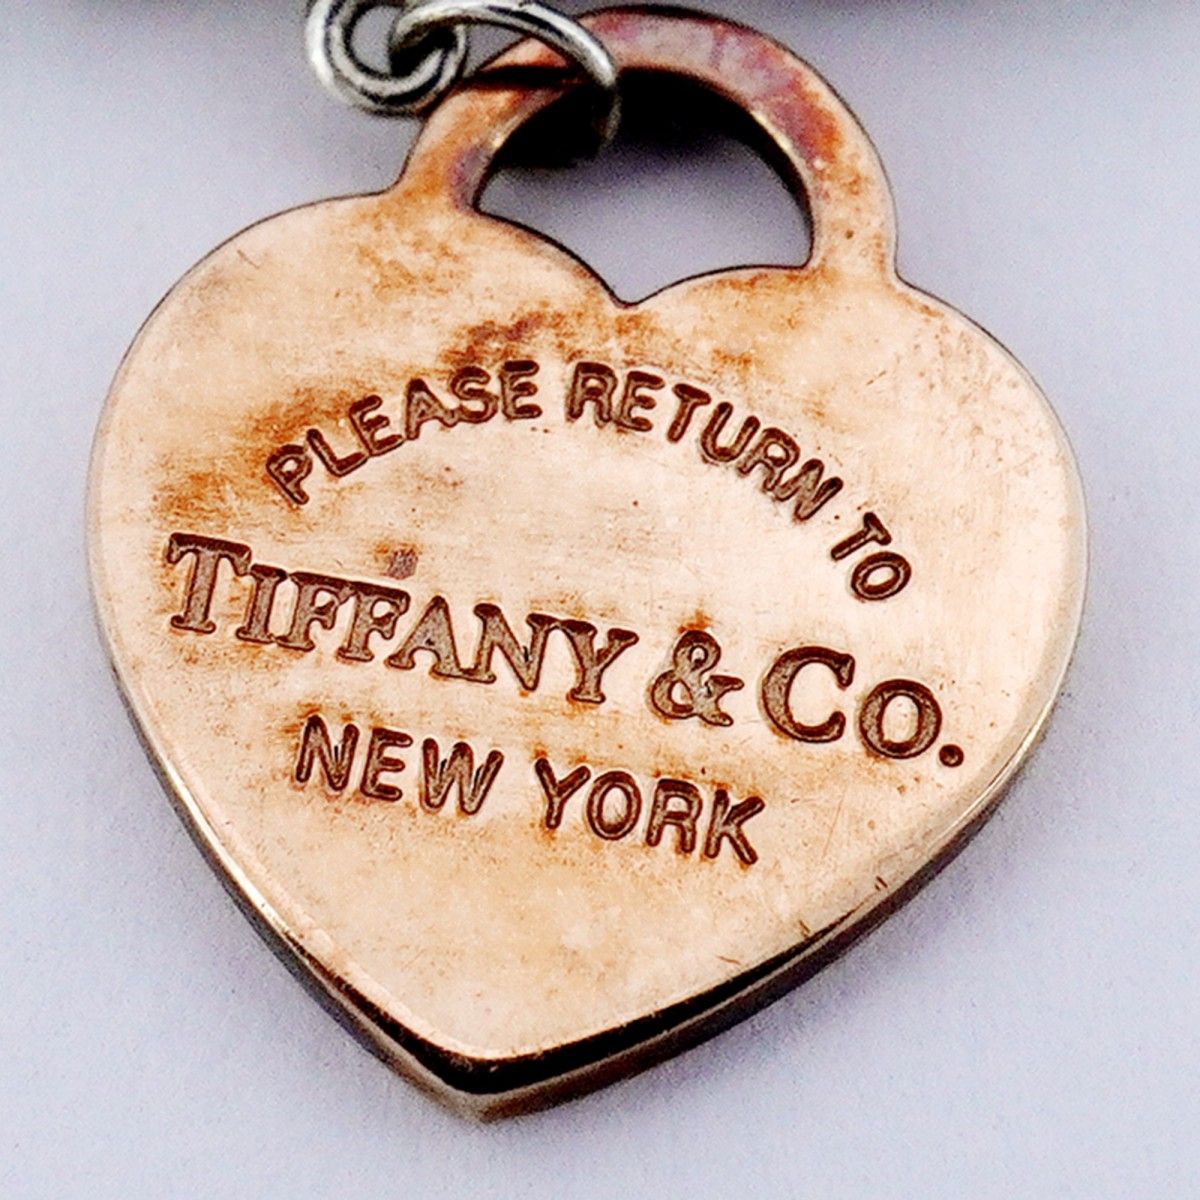 PLEASE RETURN TO
TIFFANY & CO.
NEW YORK